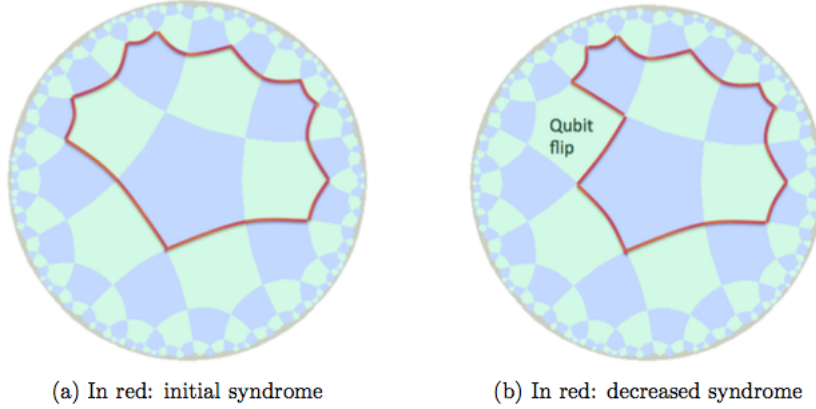 Qubit
flip
(a) In red: initial syndrome
(b) In red: decreased syndrome